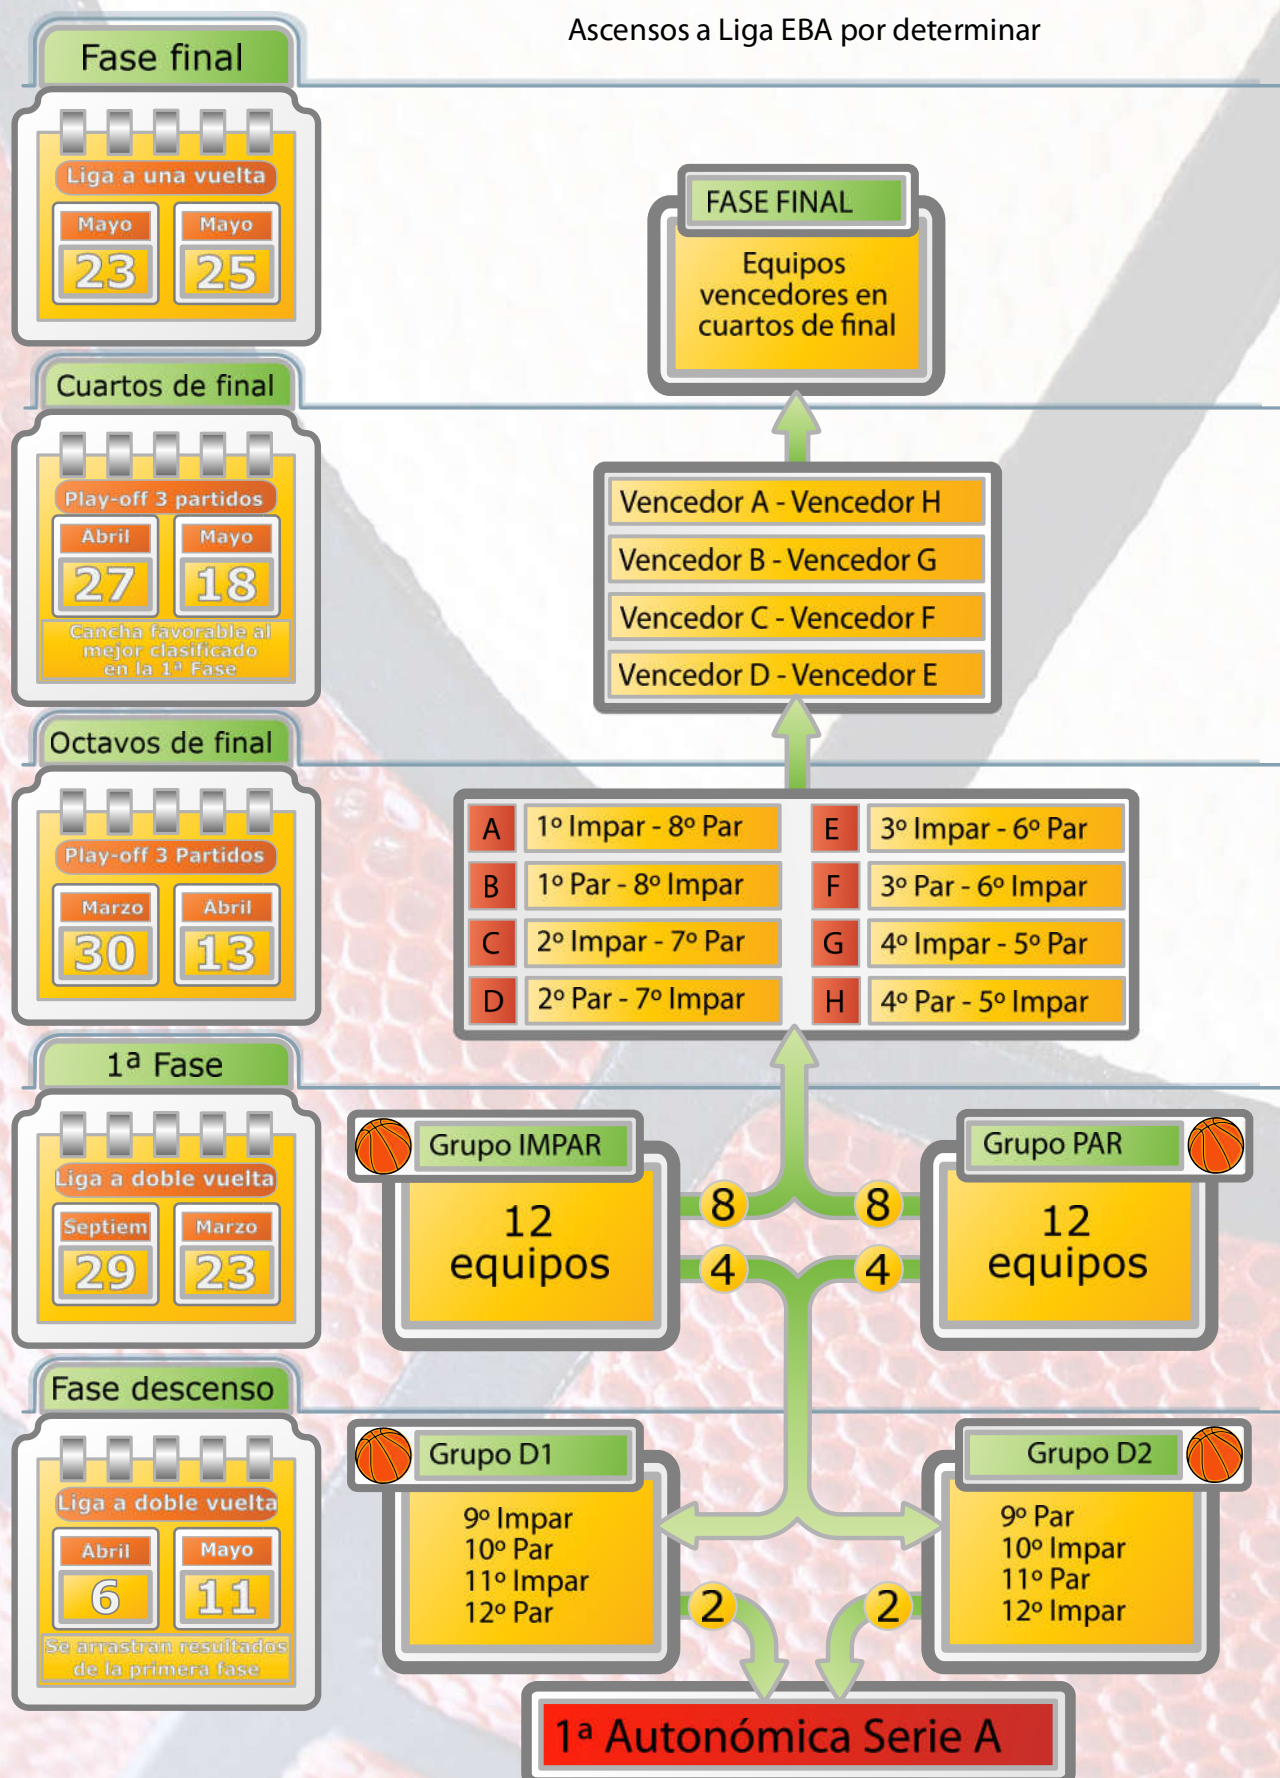 Ascensos a Liga EBA por determinar
Fase final
Liga a una vuelta
Mayo
23
Mayo
25
FASE FINAL
Equipos
vencedores en
cuartos de final
Cuartos de final
Play-off 3 partidos
Abril
27
Mayo
18
Cancha favorable al
mejor clasificado
en la 1ª Fase
Vencedor A - Vencedor H
Vencedor B - Vencedor G
Vencedor C - Vencedor F
Vencedor D - Vencedor E
Octavos de final
Play-off 3 Partidos
Marzo
30
Abril
13
A 1º Impar - 8º Par
B 1º Par - 8º Impar
C 2º Impar - 7º Par
D 2º Par - 7º Impar
E 3º Impar - 6º Par
F 3º Par - 6º Impar
G 4º Impar - 5º Par
H 4º Par - 5º Impar
1ª Fase
Liga a doble vuelta
Septiem
29
Marzo
23
Grupo IMPAR
12
equipos
8
4
Grupo PAR
12
equipos
8
4
Fase descenso
Liga a doble vuelta
Abril
6
Mayo
11
Se arrastran resultados
de la primera fase
Grupo D1
9º Impar
10º Par
11º Impar
12º Par
2
Grupo D2
9º Par
10º Impar
11º Par
12º Impar
2
1ª Autonómica Serie A